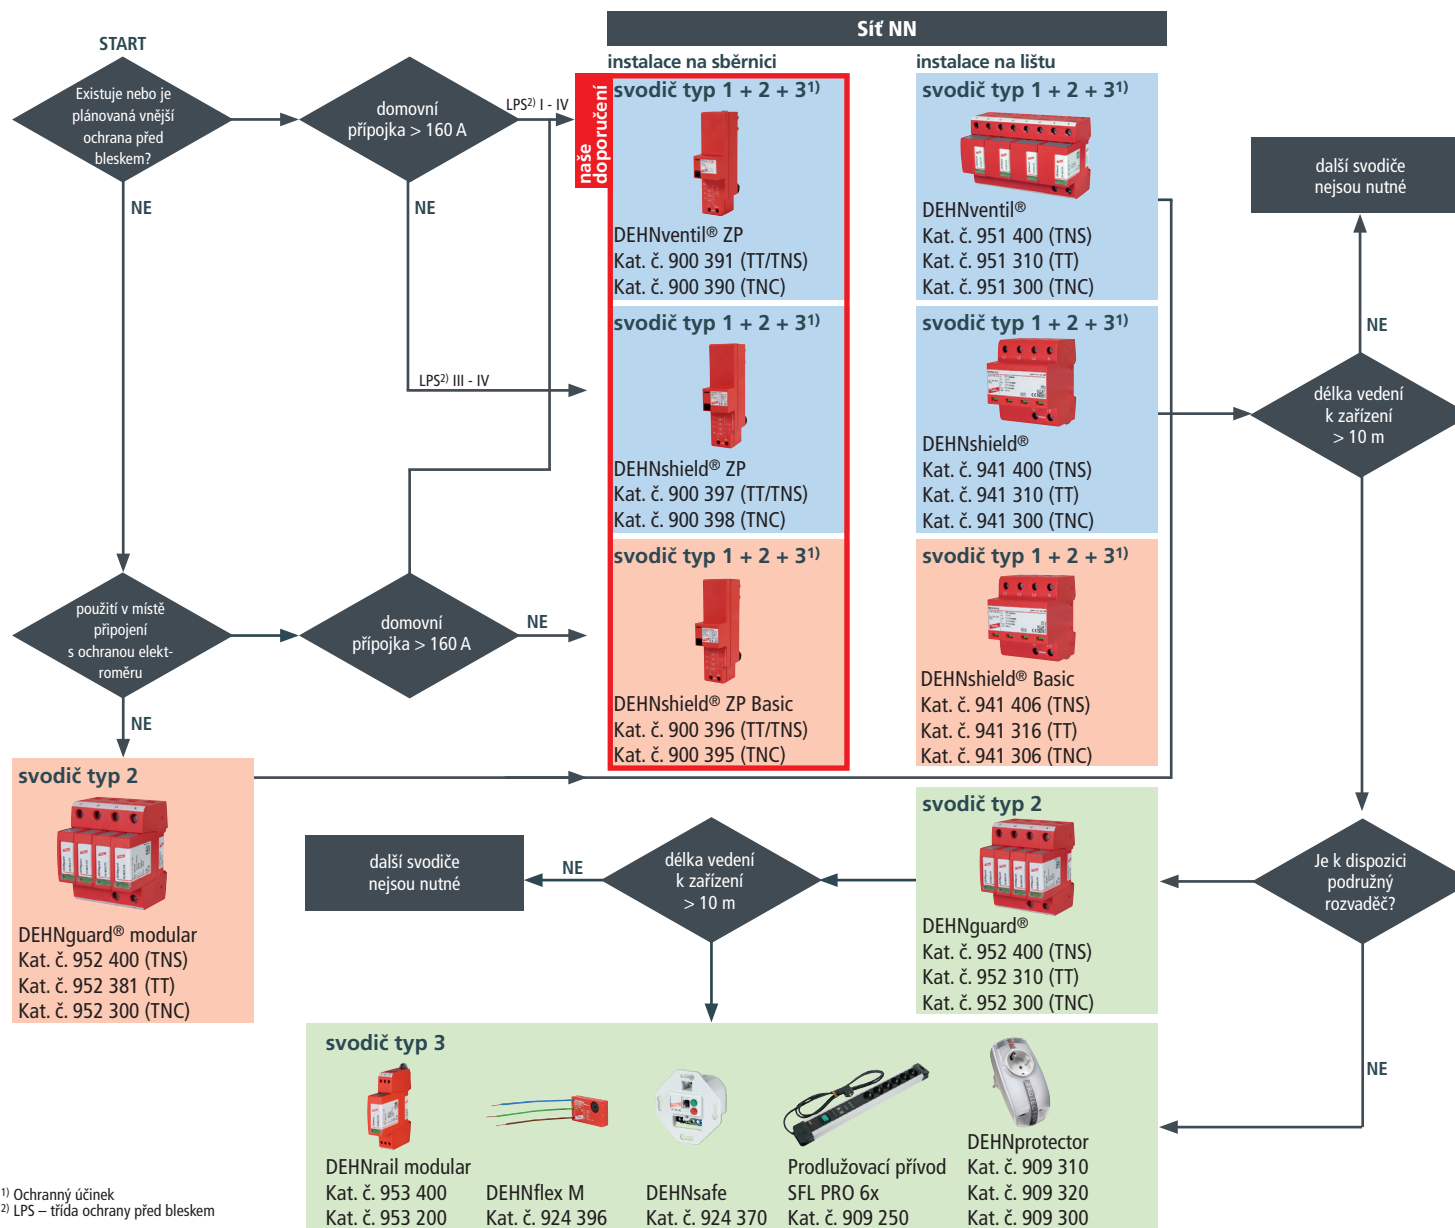 Síť NN
START
instalace na sběrnici
instalace na lištu
Existuje nebo je
plánovaná vnější
ochrana před
bleskem?
domovní
přípojka > 160 A
LPS2) I - IV
naše
doporučení
svodič typ 1 + 2 + 31)
DEHNventil® ZP
Kat. č. 900 391 (TT/TNS)
Kat. č. 900 390 (TNC)
svodič typ 1 + 2 + 31)
DEHNventil®
Kat. č. 951 400 (TNS)
Kat. č. 951 310 (TT)
Kat. č. 951 300 (TNC)
další svodiče
nejsou nutné
NE
NE
NE
LPS2) III - IV
svodič typ 1 + 2 + 31)
DEHNshield® ZP
Kat. č. 900 397 (TT/TNS)
Kat. č. 900 398 (TNC)
svodič typ 1 + 2 + 31)
DEHNshield®
Kat. č. 941 400 (TNS)
Kat. č. 941 310 (TT)
Kat. č. 941 300 (TNC)
délka vedení
k zařízení
> 10 m
použití v místě
připojení
s ochranou elekt-
roměru
domovní
přípojka > 160 A
NE
svodič typ 1 + 2 + 31)
DEHNshield® ZP Basic
Kat. č. 900 396 (TT/TNS)
Kat. č. 900 395 (TNC)
svodič typ 1 + 2 + 31)
DEHNshield® Basic
Kat. č. 941 406 (TNS)
Kat. č. 941 316 (TT)
Kat. č. 941 306 (TNC)
NE
svodič typ 2
DEHNguard® modular
Kat. č. 952 400 (TNS)
Kat. č. 952 381 (TT)
Kat. č. 952 300 (TNC)
další svodiče
nejsou nutné
NE
délka vedení
k zařízení
> 10 m
svodič typ 2
DEHNguard®
Kat. č. 952 400 (TNS)
Kat. č. 952 310 (TT)
Kat. č. 952 300 (TNC)
Je k dispozici
podružný
rozvaděč?
NE
svodič typ 3
DEHNrail modular
Kat. č. 953 400
Kat. č. 953 200
DEHNflex M
Kat. č. 924 396
DEHNsafe
Kat. č. 924 370
Prodlužovací přívod
SFL PRO 6x
Kat. č. 909 250
DEHNprotector
Kat. č. 909 310
Kat. č. 909 320
Kat. č. 909 300
1) Ochranný účinek
2) LPS – třída ochrany před bleskem